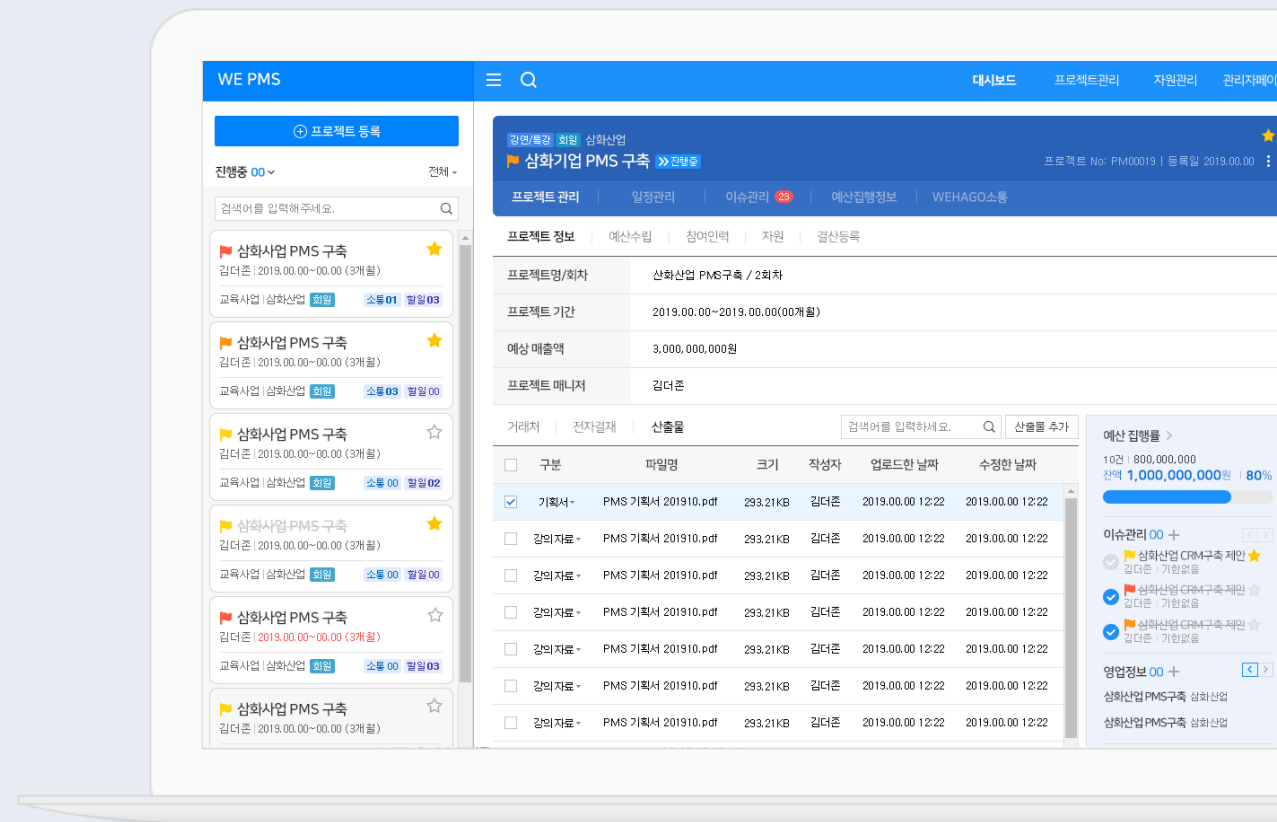 WE PMS
대시보드 프로젝트관리 자원관리 관리자페이
프로젝트 등록
진행중 00 전체
검색어를 입력해주세요.
삼화사업 PMS 구축
김더존 | 2019.00.00~00.00 (3개월)
교육사업 | 삼화산업 회원 소통01 할일03
삼화사업 PMS 구축
김더존 | 2019.00.00~00.00 (3개월)
교육사업 | 삼화산업 회원 소통03 할일00
삼화사업 PMS 구축
김더존 | 2019.00.00~00.00 (3개월)
교육사업 | 삼화산업 회원 소통00 할일02
삼화사업 PMS 구축
김더존 | 2019.00.00~00.00 (3개월)
교육사업 | 삼화산업 회원 소통00 할일00
삼화사업 PMS 구축
김더존 | 2019.00.00~00.00 (3개월)
교육사업 | 삼화산업 회원 소통00 할일03
삼화사업 PMS 구축
김더존 | 2019.00.00~00.00 (3개월)
강연/특강 회원 삼화산업
삼화기업 PMS 구축 진행중 프로젝트 No: PM00019 | 등록일 2019.00.00
프로젝트 관리 일정관리 이슈관리 23 예산집행정보 WEHAGO소통
프로젝트 정보 예산수립 참여인력 자원 결산등록
프로젝트명/회차 산화산업 PMS구축 / 2회차
프로젝트 기간 2019.00.00~2019.00.00(00개월)
예상 매출액 3,000,000,000원
프로젝트 매니저 김더존
거래처 전자결재 산출물 검색어를 입력하세요. 산출물 추가
구분 파일명 크기 작성자 업로드한 날짜 수정한 날짜
기획서 PMS 기획서 201910.pdf 293.21KB 김더존 2019.00.00 12:22 2019.00.00 12:22
강의자료 PMS 기획서 201910.pdf 293.21KB 김더존 2019.00.00 12:22 2019.00.00 12:22
강의자료 PMS 기획서 201910.pdf 293.21KB 김더존 2019.00.00 12:22 2019.00.00 12:22
강의자료 PMS 기획서 201910.pdf 293.21KB 김더존 2019.00.00 12:22 2019.00.00 12:22
강의자료 PMS 기획서 201910.pdf 293.21KB 김더존 2019.00.00 12:22 2019.00.00 12:22
강의자료 PMS 기획서 201910.pdf 293.21KB 김더존 2019.00.00 12:22 2019.00.00 12:22
강의자료 PMS 기획서 201910.pdf 293.21KB 김더존 2019.00.00 12:22 2019.00.00 12:22
예산 집행률
10건 | 800,000,000
잔액 1,000,000,000원 | 80%
이슈관리 00
삼화산업 CRM구축 제안
김더존 | 기한없음
삼화산업 CRM구축 제안
김더존 | 기한없음
삼화산업 CRM구축 제안
김더존 | 기한없음
영업정보 00
삼화산업PMS구축 삼화산업
삼화산업PMS구축 삼화산업